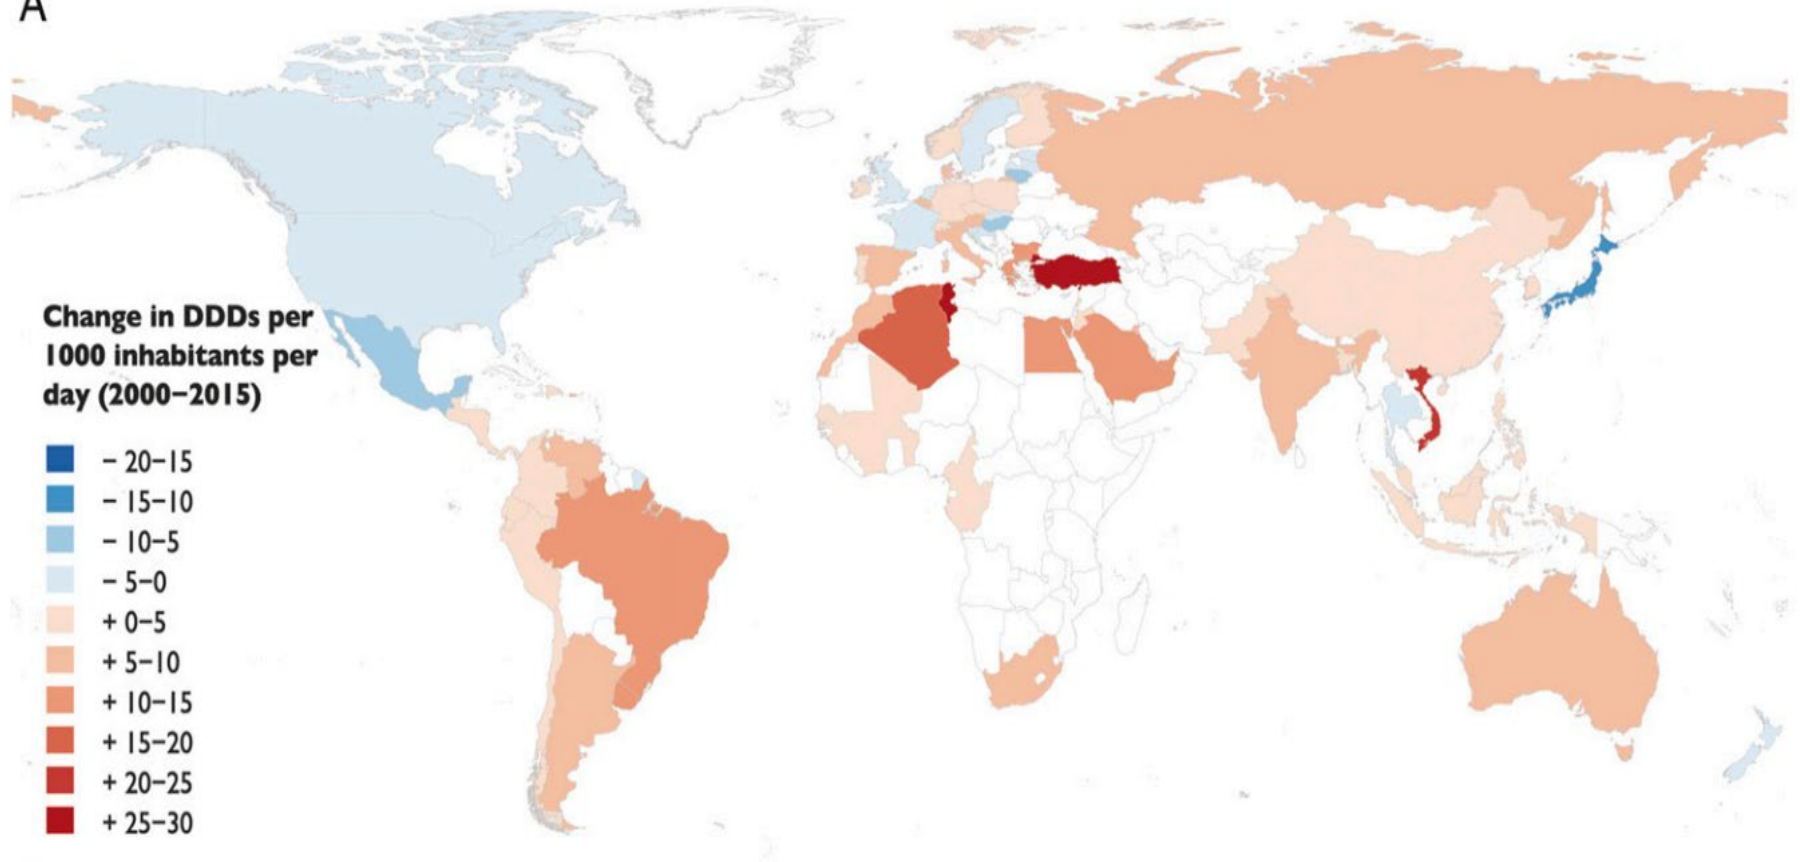 A
Change in DDDs per
1000 inhabitants per
day (2000–2015)
– 20–15
– 15–10
– 10–5
– 5–0
+ 0–5
+ 5–10
+ 10–15
+ 15–20
+ 20–25
+ 25–30